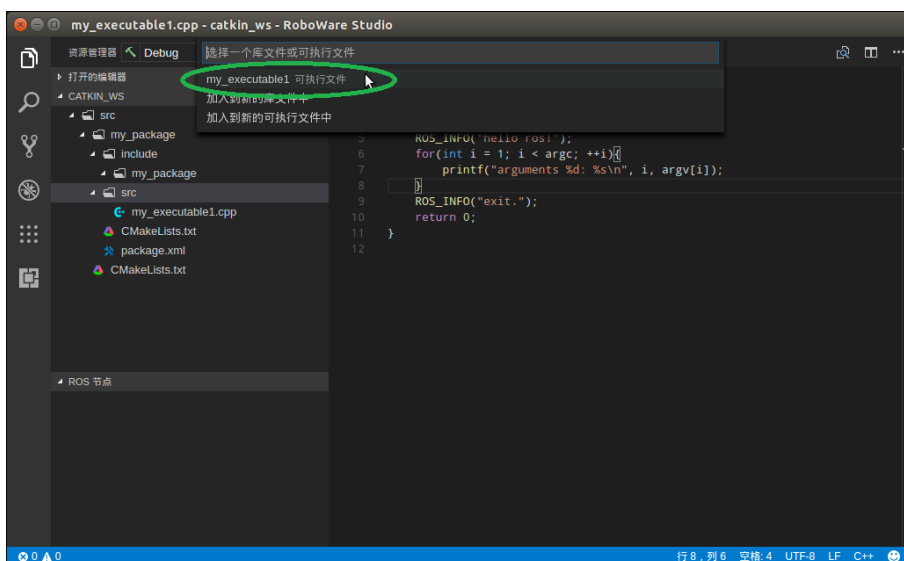 my_executable1.cpp - catkin_ws - RoboWare Studio
资源管理器 Debug
选择一个库文件或可执行文件
my_executable1 可执行文件
加入到新的库文件中
加入到新的可执行文件中
打开的编辑器
CATKIN_WS
src
my_package
include
my_package
src
my_executable1.cpp
CMakeLists.txt
package.xml
CMakeLists.txt
ROS 节点
5 ROS_INFO("hello ros!");
6 for(int i = 1; i < argc; ++i){
7 printf("arguments %d: %s\n", i, argv[i]);
8 }
9 ROS_INFO("exit.");
10 return 0;
11 }
12
0 0
行 8，列 6 空格: 4 UTF-8 LF C++